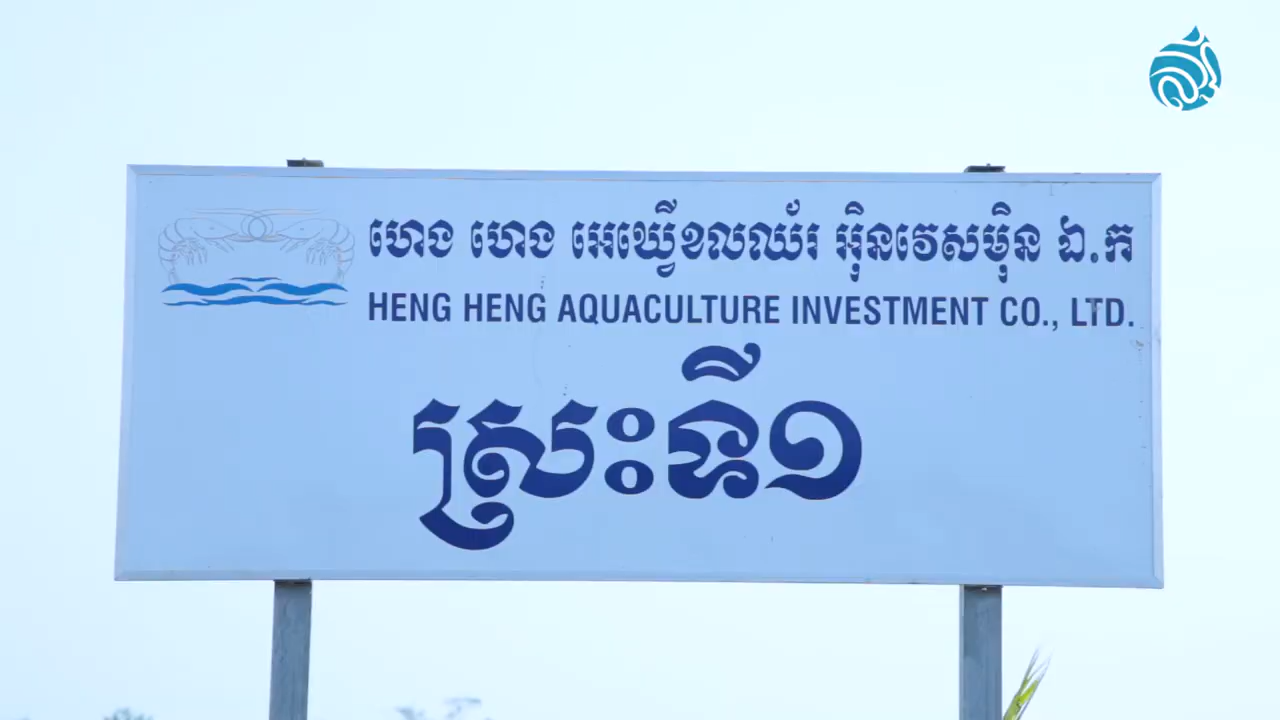 ហេង ហេង អេឃ្វើខលឈ័រ អ៊ិនវេសម៉ិន ឯ.ក
HENG HENG AQUACULTURE INVESTMENT CO., LTD.
ស្រះទី១